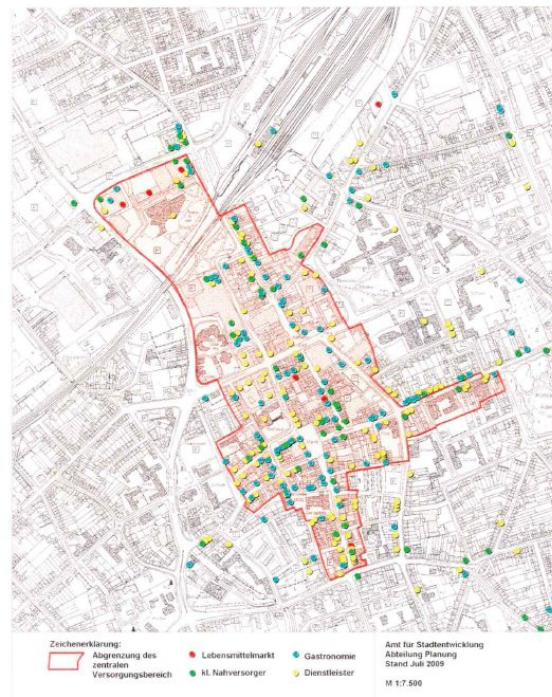 Zeichenerklärung:
Abgrenzung des
zentralen
Versorgungsbereich
Lebensmittelmarkt
kl. Nahversorger
Gastronomie
Dienstleister
Amt für Stadtentwicklung
Abteilung Planung
Stand Juli 2009
M 1:7.500